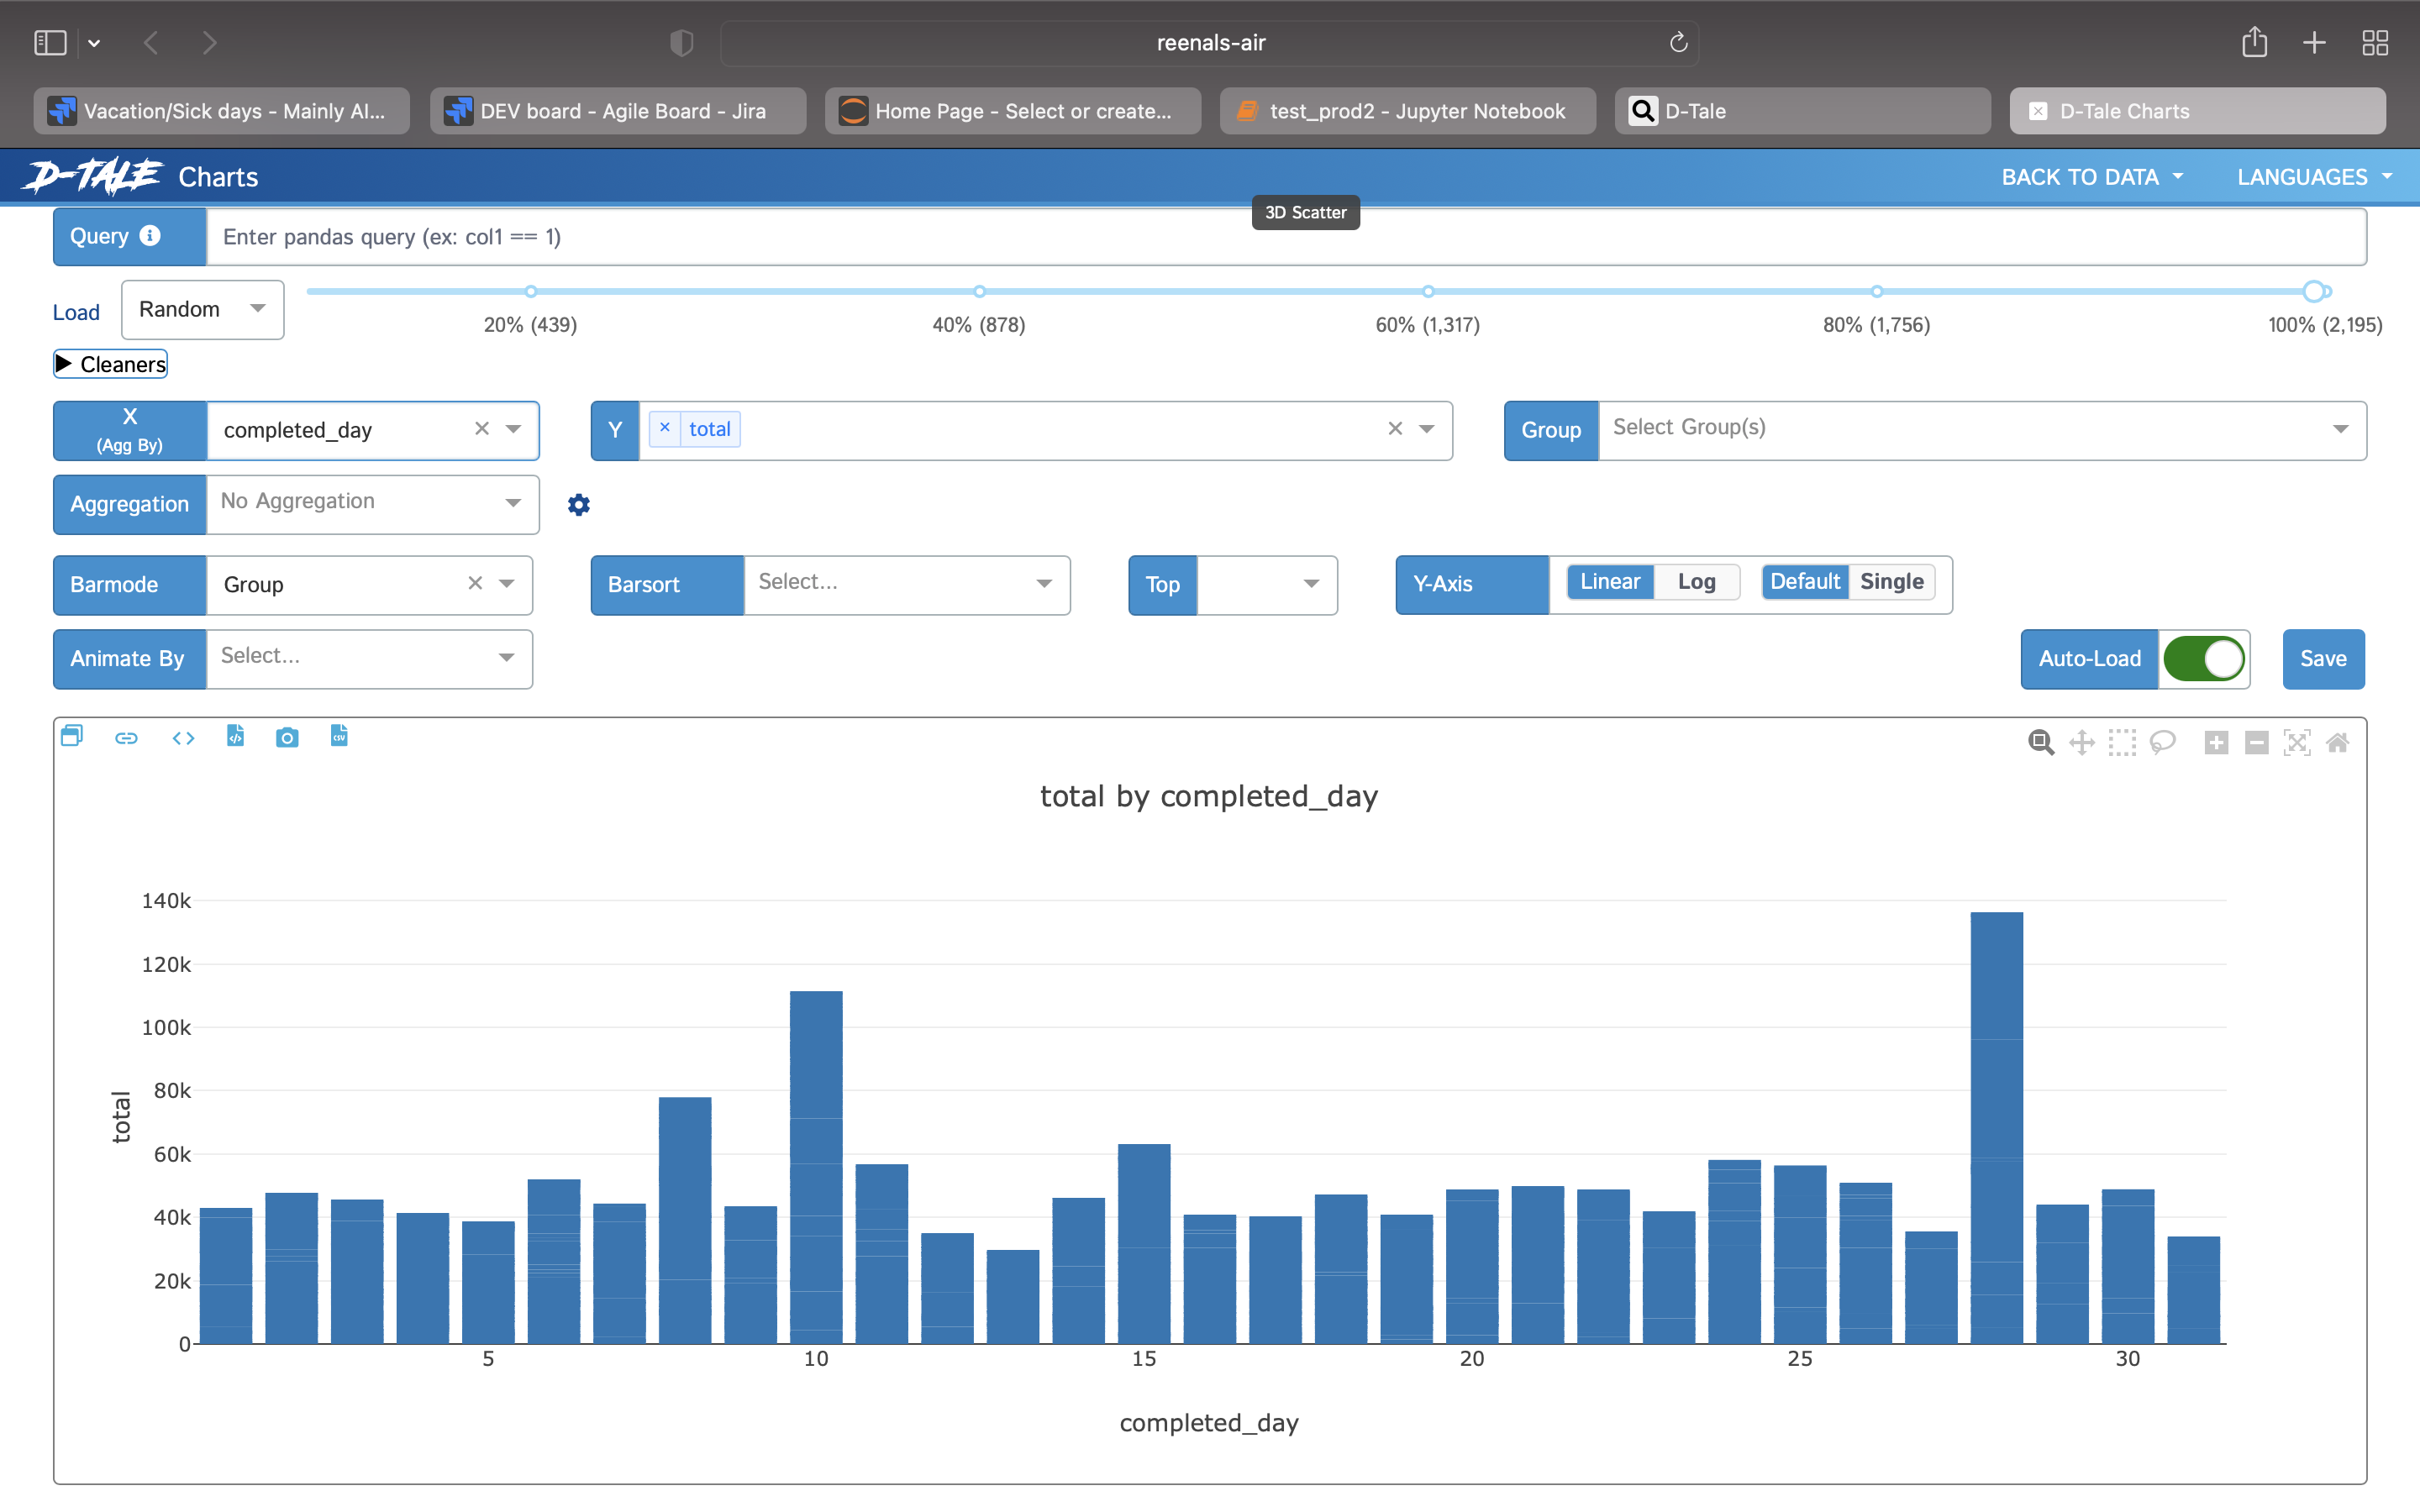 reenals-air
Vacation/Sick days - Mainly AI...
DEV board - Agile Board - Jira
Home Page - Select or create...
test_prod2 - Jupyter Notebook
D-Tale
D-Tale Charts
D-TALE Charts
BACK TO DATA
LANGUAGES
3D Scatter
Query
Enter pandas query (ex: col1 == 1)
Load
Random
20% (439)
40% (878)
60% (1,317)
80% (1,756)
100% (2,195)
Cleaners
X
(Agg By)
completed_day
Y
× total
Group
Select Group(s)
Aggregation
No Aggregation
Barmode
Group
Barsort
Select...
Top
Y-Axis
Linear
Log
Default
Single
Animate By
Select...
Auto-Load
Save
CSV
total by completed_day
140k
120k
100k
80k
60k
40k
20k
0
total
5
10
15
20
25
30
completed_day